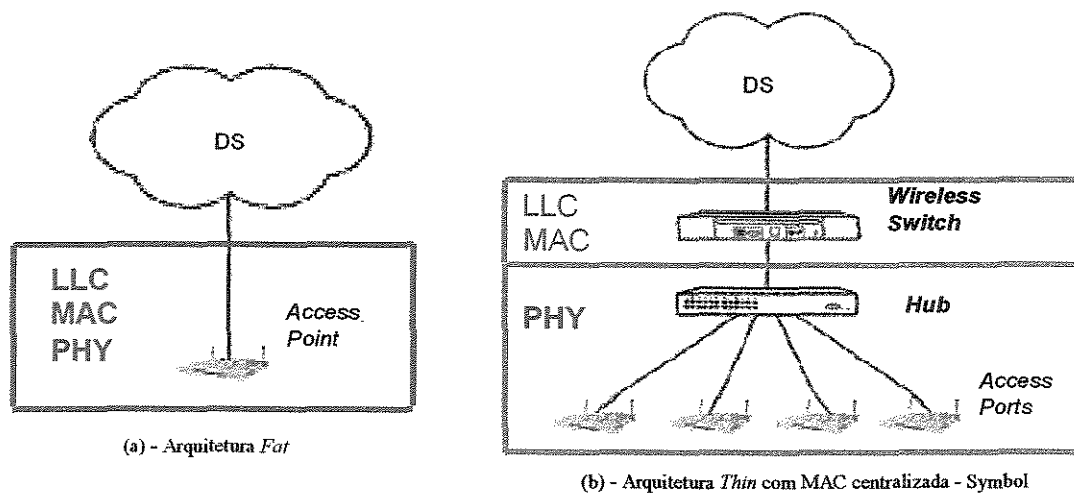 DS
LLC
MAC
PHY
Access
Point
(a) - Arquitetura Fat
DS
LLC
MAC
Wireless
Switch
PHY
Hub
Access
Ports
(b) - Arquitetura Thin com MAC centralizada - Symbol